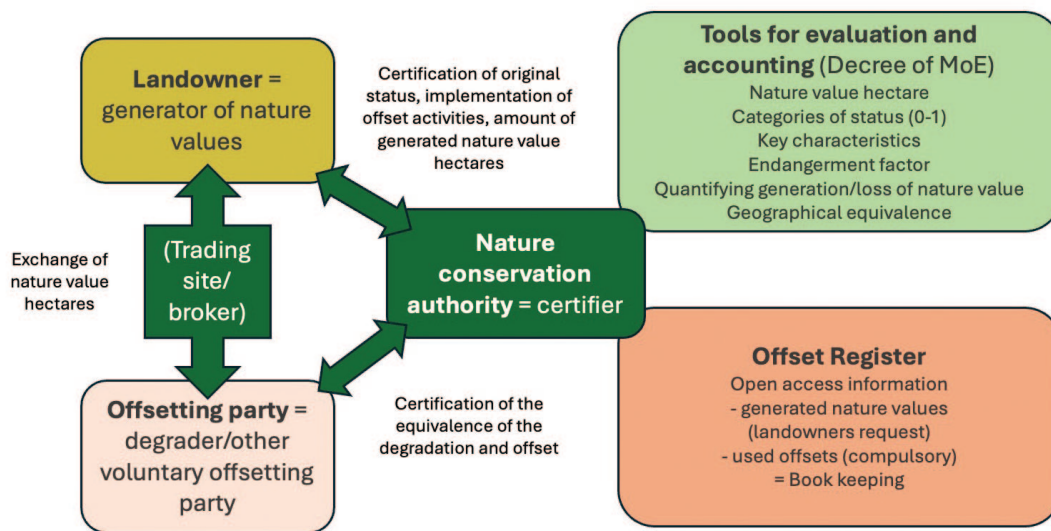 Landowner =
generator of nature
values
Certification of original
status, implementation of
offset activities, amount of
generated nature value
hectares
Tools for evaluation and
accounting (Decree of MoE)
Nature value hectare
Categories of status (0-1)
Key characteristics
Endangerment factor
Quantifying generation/loss of nature value
Geographical equivalence
Exchange of
nature value
hectares
(Trading
site/
broker)
Nature
conservation
authority = certifier
Offsetting party =
degrader/other
voluntary offsetting
party
Certification of the
equivalence of the
degradation and offset
Offset Register
Open access information
- generated nature values
(landowners request)
- used offsets (compulsory)
= Book keeping